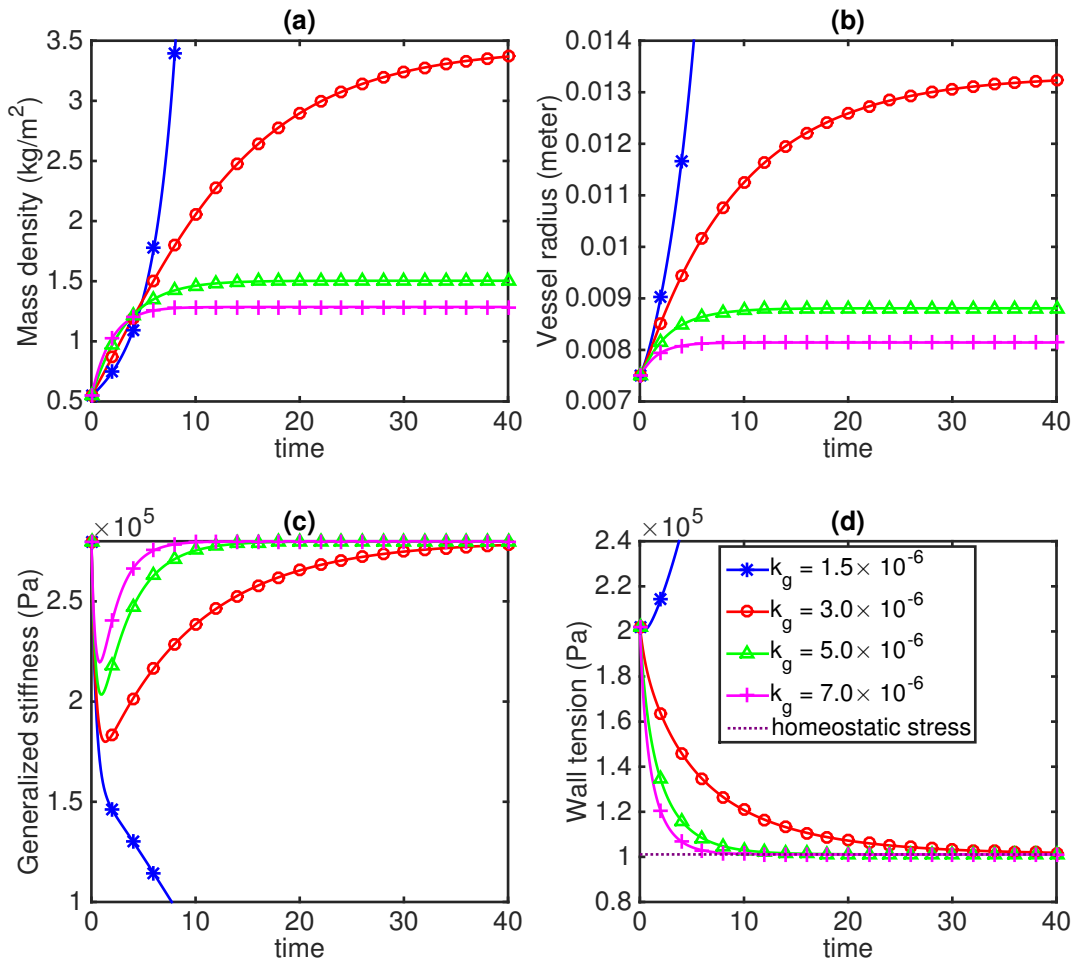 (a)
3.5
3
2.5
2
1.5
1
0.5
0 10 20 30 40
time
Mass density (kg/m²)
(b)
0.014
0.013
0.012
0.011
0.01
0.009
0.008
0.007
0 10 20 30 40
time
Vessel radius (meter)
(c)
×10⁵
2.5
2
1.5
1
0 10 20 30 40
time
Generalized stiffness (Pa)
(d)
×10⁵
2.4
2.2
2
1.8
1.6
1.4
1.2
1
0.8
0 10 20 30 40
time
Wall tension (Pa)
k_g = 1.5× 10⁻⁶
k_g = 3.0× 10⁻⁶
k_g = 5.0× 10⁻⁶
k_g = 7.0× 10⁻⁶
homeostatic stress